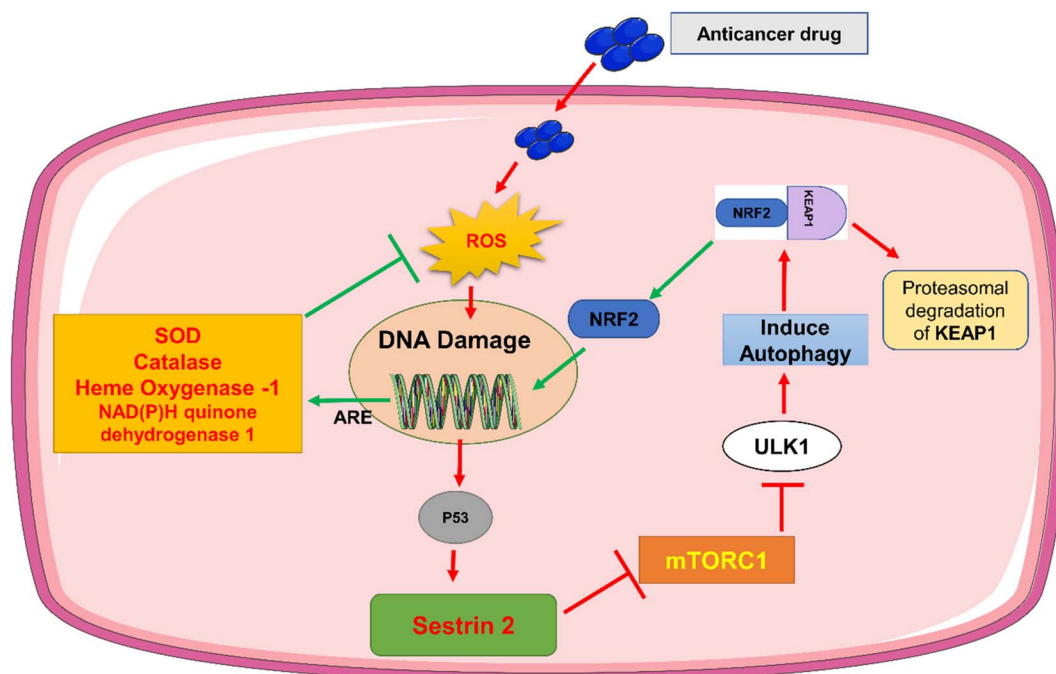 Anticancer drug
ROS
NRF2
KEAP1
Proteasomal
degradation
of KEAP1
NRF2
DNA Damage
Induce
Autophagy
SOD
Catalase
Heme Oxygenase -1
NAD(P)H quinone
dehydrogenase 1
ARE
ULK1
P53
mTORC1
Sestrin 2